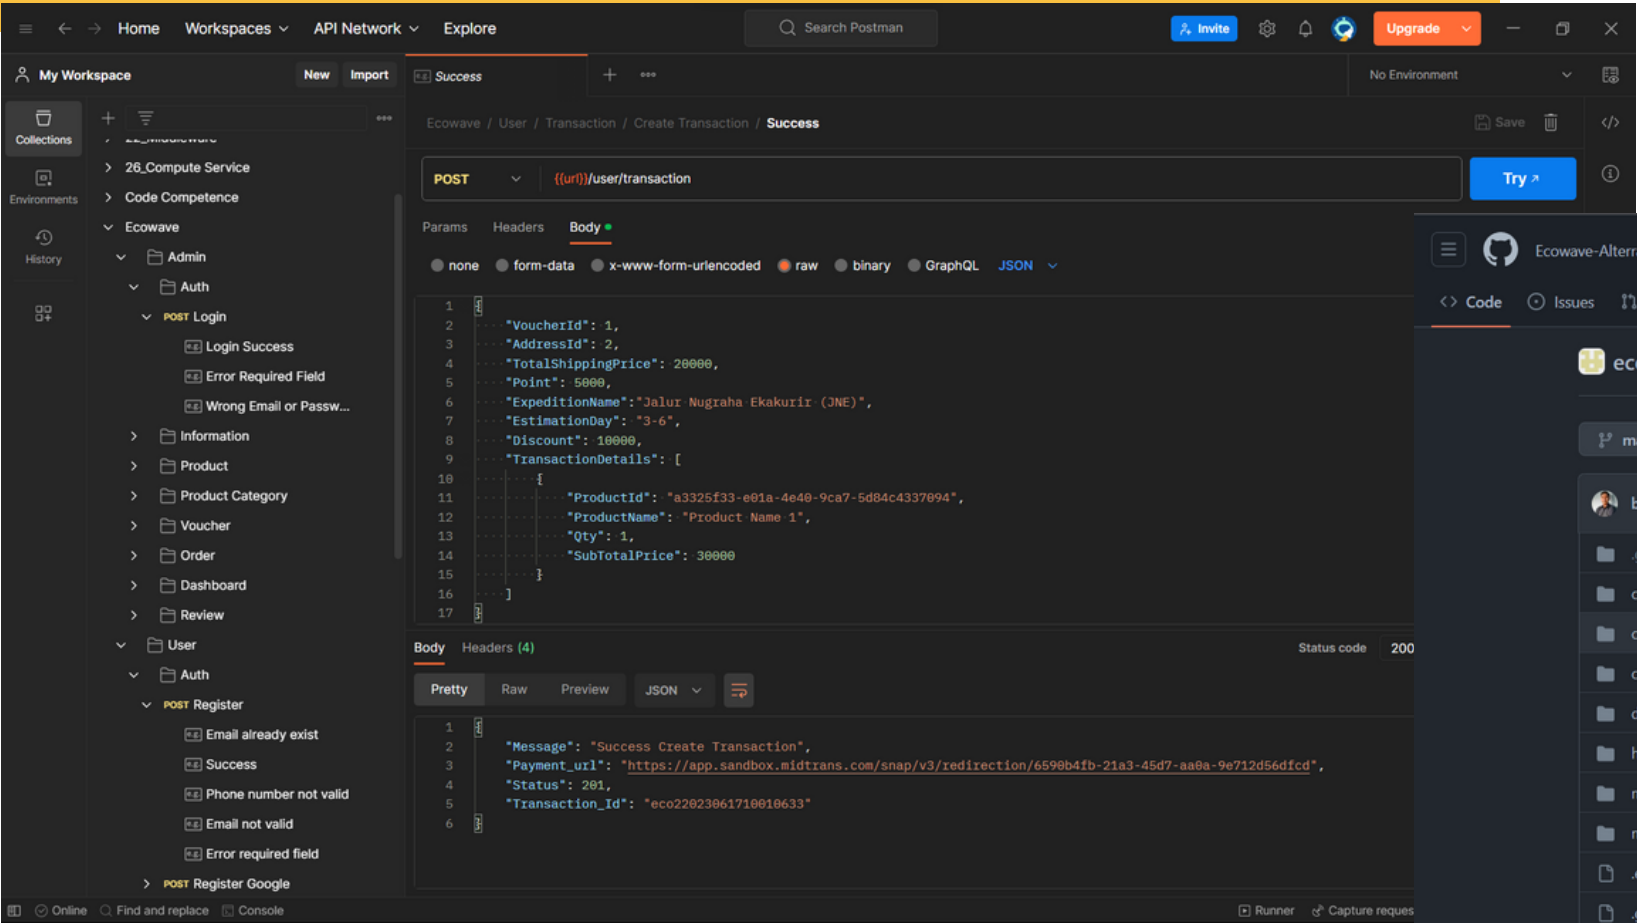 Home Workspaces API Network Explore Search Postman Invite Upgrade
My Workspace New Import
Success
No Environment
Collections
Environments
History
26_Compute Service
Code Competence
Ecowave
Admin
Auth
POST Login
Login Success
Error Required Field
Wrong Email or Passw...
Information
Product
Product Category
Voucher
Order
Dashboard
Review
User
Auth
POST Register
Email already exist
Success
Phone number not valid
Email not valid
Error required field
POST Register Google
Ecowave / User / Transaction / Create Transaction / Success
Save
POST {{url}}/user/transaction
Try
Params Headers Body
none form-data x-www-form-urlencoded raw binary GraphQL JSON
1 {
2 "VoucherId": 1,
3 "AddressId": 2,
4 "TotalShippingPrice": 20000,
5 "Point": 5000,
6 "ExpeditionName":"Jalur Nugraha Ekakurir (JNE)",
7 "EstimationDay": "3-6",
8 "Discount": 10000,
9 "TransactionDetails": [
10 {
11 "ProductId": "a3325f33-e01a-4e40-9ca7-5d84c4337094",
12 "ProductName": "Product Name 1",
13 "Qty": 1,
14 "SubTotalPrice": 30000
15 }
16 ]
17 }
Body Headers (4) Status code 200
Pretty Raw Preview JSON
1 {
2 "Message": "Success Create Transaction",
3 "Payment_url": "https://app.sandbox.midtrans.com/snap/v3/redirection/6590b4fb-21a3-45d7-aa0a-9e712d56dfcd",
4 "Status": 201,
5 "Transaction_Id": "eco22023061710010633"
6 }
Ecowave-Alterr
Code Issues
Online Find and replace Console Runner Capture reques